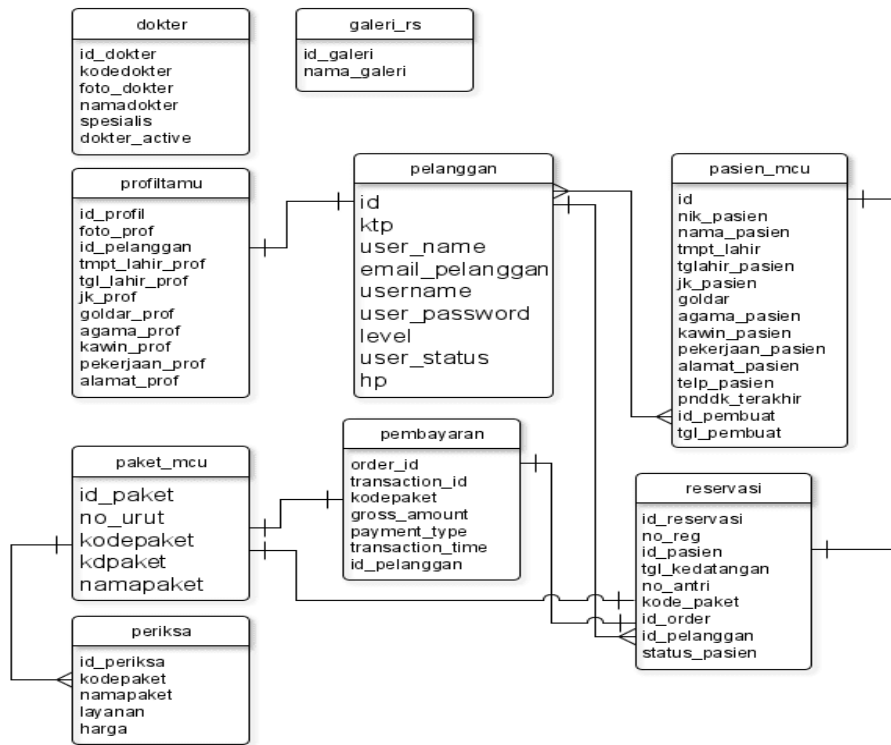 dokter
id_dokter
kodedokter
foto_dokter
namadokter
spesialis
dokter_active
galeri_rs
id_galeri
nama_galeri
profiltamu
id_profil
foto_prof
id_pelanggan
tmpt_lahir_prof
tgl_lahir_prof
jk_prof
goldar_prof
agama_prof
kawin_prof
pekerjaan_prof
alamat_prof
pelanggan
id
ktp
user_name
email_pelanggan
username
user_password
level
user_status
hp
pasien_mcu
id
nik_pasien
nama_pasien
tmpt_lahir
tglahir_pasien
jk_pasien
goldar
agama_pasien
kawin_pasien
pekerjaan_pasien
alamat_pasien
telp_pasien
pnddk_terakhir
id_pembuat
tgl_pembuat
paket_mcu
id_paket
no_urut
kodepaket
kdpaket
namapaket
pembayaran
order_id
transaction_id
kodepaket
gross_amount
payment_type
transaction_time
id_pelanggan
reservasi
id_reservasi
no_reg
id_pasien
tgl_kedatangan
no_antri
kode_paket
id_order
id_pelanggan
status_pasien
periksa
id_periksa
kodepaket
namapaket
layanan
harga